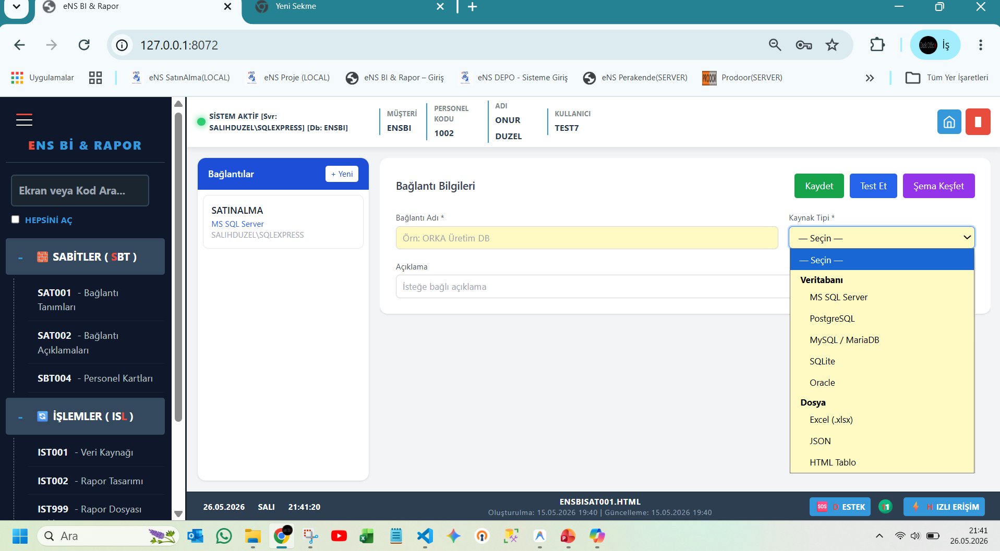 eNS BI & Rapor
Yeni Sekme
127.0.0.1:8072
İş
Uygulamalar
eNS SatınAlma(LOCAL)
eNS Proje (LOCAL)
eNS BI & Rapor – Giriş
eNS DEPO - Sisteme Giriş
eNS Perakende(SERVER)
PRODOR
Prodoor(SERVER)
Tüm Yer İşaretleri
ENS Bİ & RAPOR
Ekran veya Kod Ara...
HEPSİNİ AÇ
- SABİTLER ( SBT )
SAT001 - Bağlantı
Tanımları
SAT002 - Bağlantı
Açıklamaları
SBT004 - Personel Kartları
- İŞLEMLER ( ISL )
IST001 - Veri Kaynağı
IST002 - Rapor Tasarımı
IST999 - Rapor Dosyası
SİSTEM AKTİF [Svr:
SALIHDUZEL\SQLEXPRESS] [Db: ENSBI]
MÜŞTERİ
ENSBI
PERSONEL
KODU
1002
ADI
ONUR
DUZEL
KULLANICI
TEST7
Bağlantılar
+ Yeni
SATINALMA
MS SQL Server
SALIHDUZEL\SQLEXPRESS
Bağlantı Bilgileri
Kaydet
Test Et
Şema Keşfet
Bağlantı Adı *
Örn: ORKA Üretim DB
Kaynak Tipi *
— Seçin —
Açıklama
İsteğe bağlı açıklama
— Seçin —
Veritabanı
MS SQL Server
PostgreSQL
MySQL / MariaDB
SQLite
Oracle
Dosya
Excel (.xlsx)
JSON
HTML Tablo
26.05.2026 SALI 21:41:20
ENSBISAT001.HTML
Oluşturulma: 15.05.2026 19:40 | Güncelleme: 15.05.2026 19:40
SOS D ESTEK
11
H IZLI ERİŞİM
Ara
21:41
26.05.2026